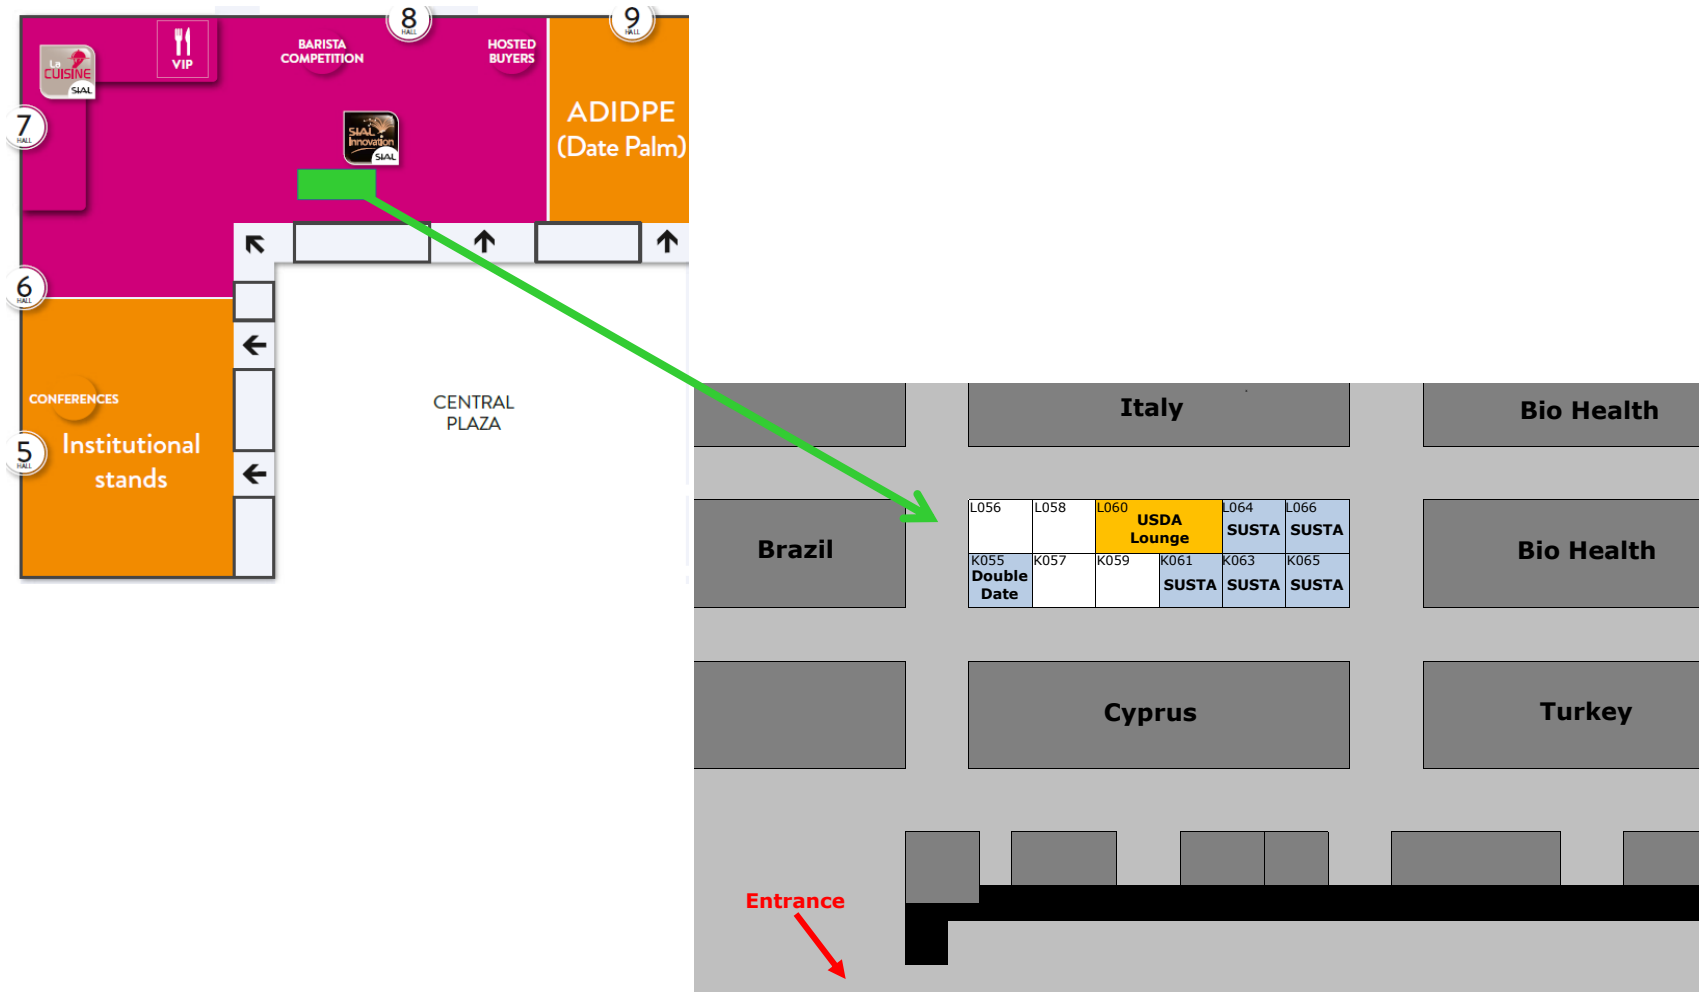 8
HALL
9
HALL
VIP
BARISTA
COMPETITION
HOSTED
BUYERS
La
CUISINE
SIAL
ADIDPE
(Date Palm)
7
HALL
SIAL
Innovation
SIAL
6
HALL
CONFERENCES
5
HALL
Institutional
stands
CENTRAL
PLAZA
Italy
Bio Health
Brazil
L056
L058
L060
USDA
Lounge
L064
SUSTA
L066
SUSTA
K055
Double
Date
K057
K059
K061
SUSTA
K063
SUSTA
K065
SUSTA
Bio Health
Cyprus
Turkey
Entrance